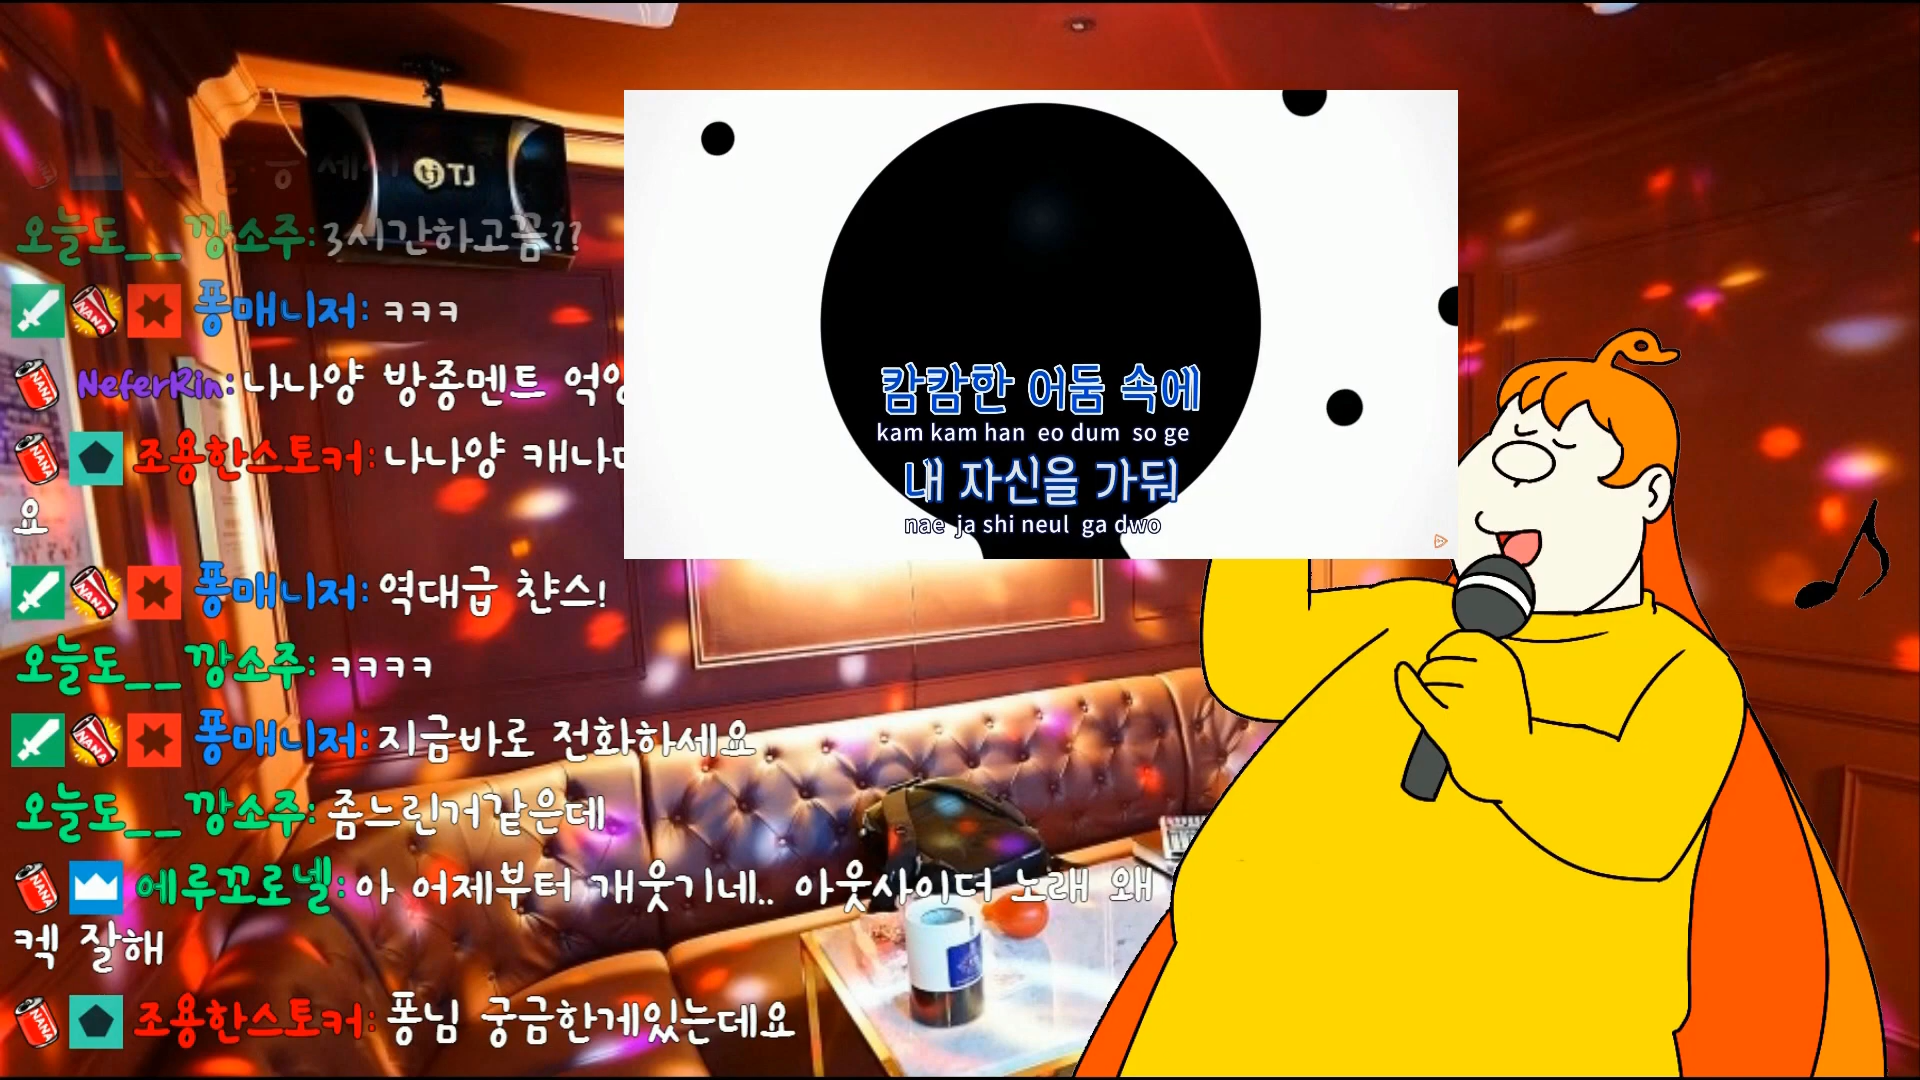 TJ
오늘도__깡소주: 3시간하고꼼??
퐁매니저: ㅋㅋㅋ
NeferRin: 나나양 방종멘트
조용한스토커: 나나양
요
퐁매니저: 역대급 챤스!
오늘도__깡소주: ㅋㅋㅋㅋ
퐁매니저: 지금바로 전화하세요
오늘도__깡소주: 좀느린거같은데
에루꼬로넬: 아 어제부터 개웃기네.. 아웃사이더 노래 왜
켁 잘해
조용한스토커: 퐁님 궁금한게있는데요
캄캄한 어둠 속에
kam kam han eo dum so ge
내 자신을 가둬
nae ja shi neul ga dwo